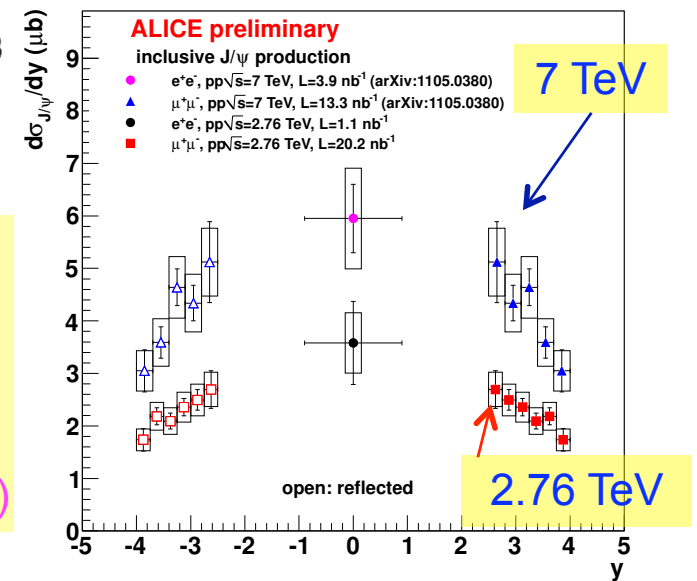 ALICE preliminary
inclusive J/ψ production
e⁺e⁻, pp√s=7 TeV, L=3.9 nb⁻¹ (arXiv:1105.0380)
μ⁺μ⁻, pp√s=7 TeV, L=13.3 nb⁻¹ (arXiv:1105.0380)
e⁺e⁻, pp√s=2.76 TeV, L=1.1 nb⁻¹
μ⁺μ⁻, pp√s=2.76 TeV, L=20.2 nb⁻¹
7 TeV
dσ_J/ψ/dy (μb)
9
8
7
6
5
4
3
2
1
0
open: reflected
2.76 TeV
)
-5 -4 -3 -2 -1 0 1 2 3 4 5
y